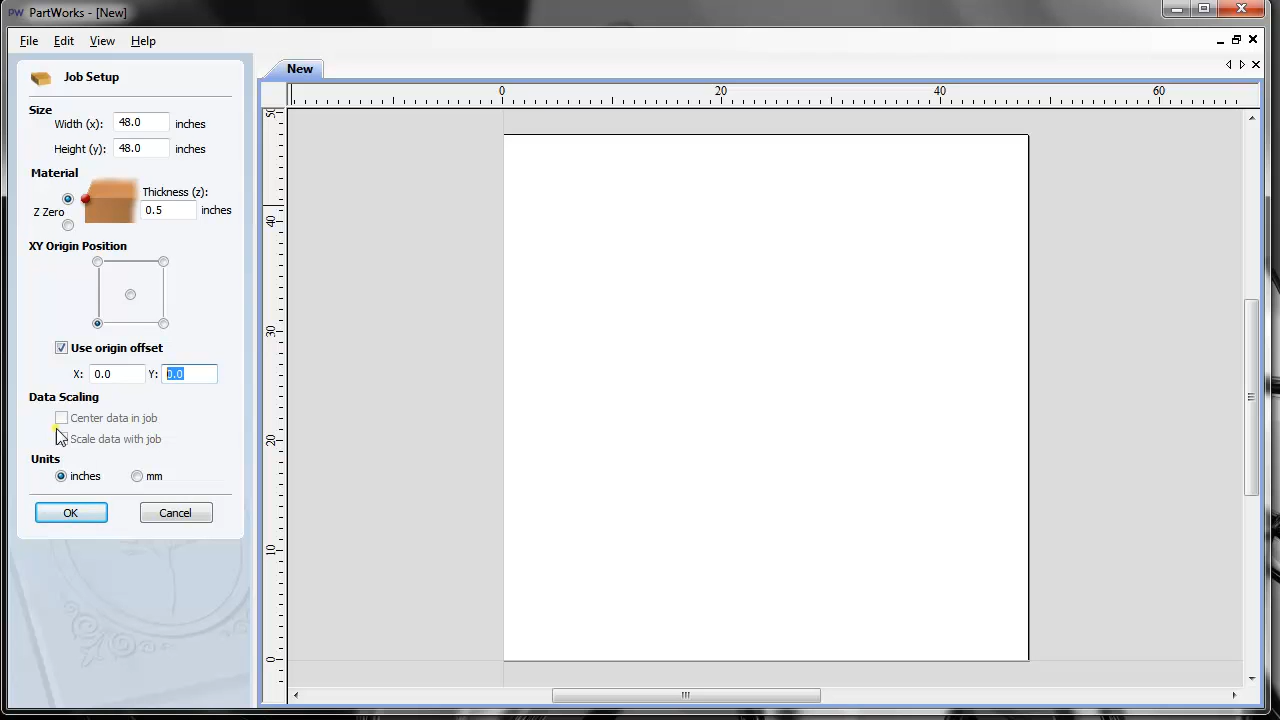 PW PartWorks - [New]
File Edit View Help
Job Setup
New
Size
Width (x): 48.0 inches
Height (y): 48.0 inches
Material
Thickness (z):
Z Zero 0.5 inches
XY Origin Position
Use origin offset
X: 0.0 Y: 0.0
Data Scaling
Center data in job
Scale data with job
Units
inches mm
OK Cancel
0 20 40 60
50
40
30
20
10
0